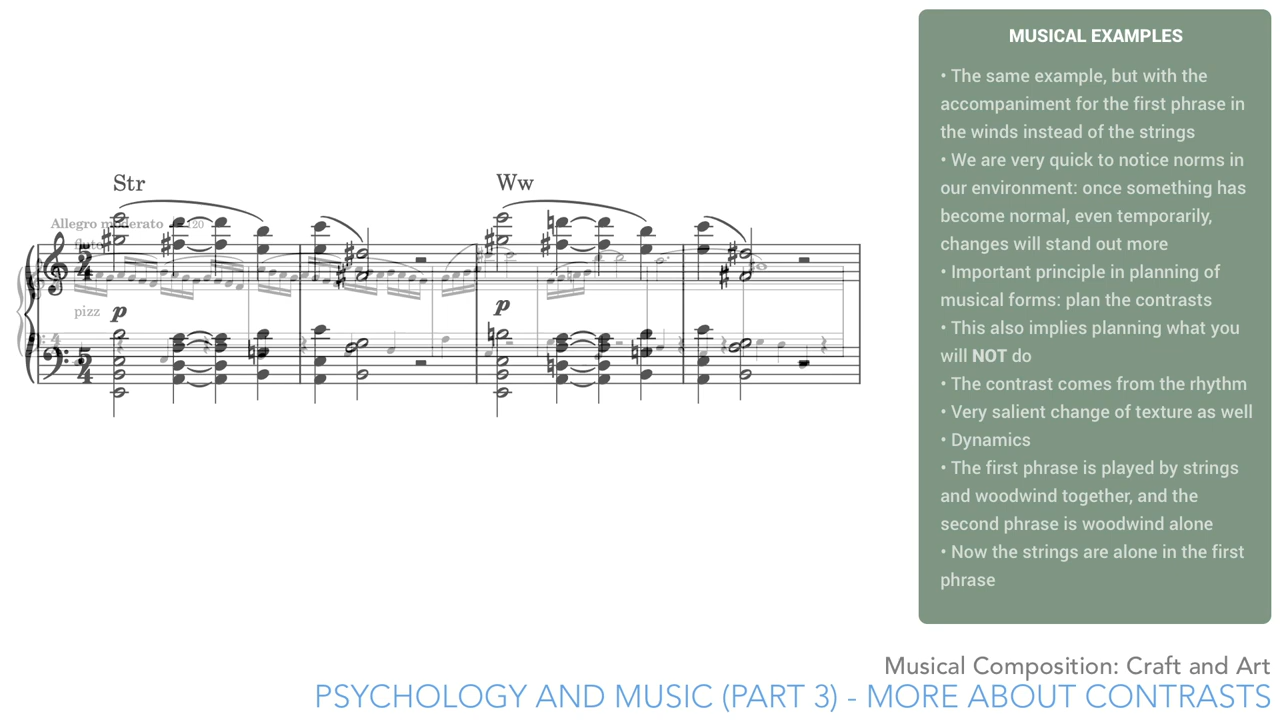 MUSICAL EXAMPLES
• The same example, but with the
accompaniment for the first phrase in
the winds instead of the strings
• We are very quick to notice norms in
our environment: once something has
become normal, even temporarily,
changes will stand out more
• Important principle in planning of
musical forms: plan the contrasts
• This also implies planning what you
will NOT do
• The contrast comes from the rhythm
• Very salient change of texture as well
• Dynamics
• The first phrase is played by strings
and woodwind together, and the
second phrase is woodwind alone
• Now the strings are alone in the first
phrase
Str
Ww
Allegro moderato
flute
pizz
p
p
Musical Composition: Craft and Art
PSYCHOLOGY AND MUSIC (PART 3) - MORE ABOUT CONTRASTS